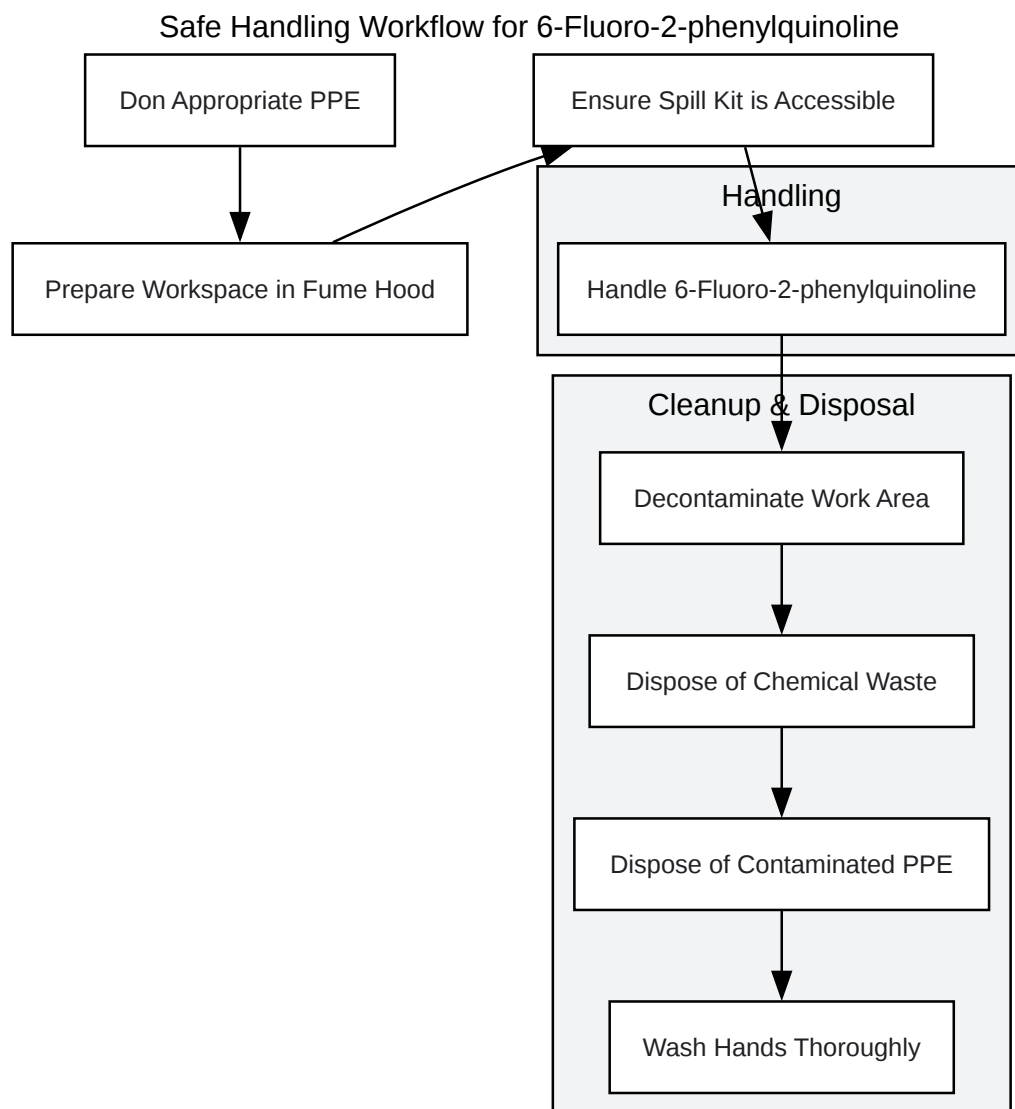 Safe Handling Workflow for 6-Fluoro-2-phenylquinoline
Don Appropriate PPE
Ensure Spill Kit is Accessible
Handling
Prepare Workspace in Fume Hood
Handle 6-Fluoro-2-phenylquinoline
Cleanup & Disposal
Decontaminate Work Area
Dispose of Chemical Waste
Dispose of Contaminated PPE
Wash Hands Thoroughly